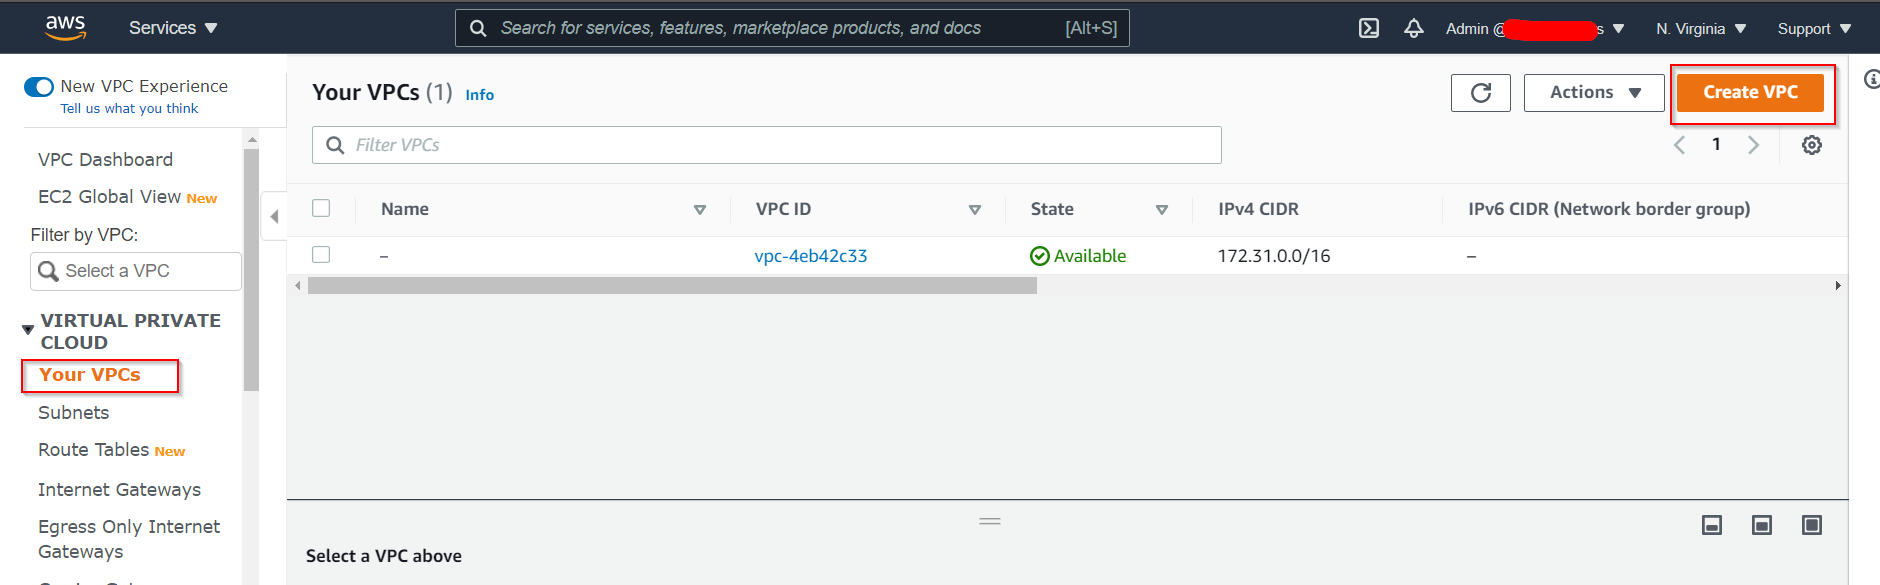 aws Services Search for services, features, marketplace products, and docs [Alt+S] Admin @ s N. Virginia Support
New VPC Experience
Tell us what you think
VPC Dashboard
EC2 Global View New
Filter by VPC:
Select a VPC
VIRTUAL PRIVATE
CLOUD
Your VPCs
Subnets
Route Tables New
Internet Gateways
Egress Only Internet
Gateways
Your VPCs (1) Info
Actions
Create VPC
Filter VPCs
1
Name VPC ID State IPv4 CIDR IPv6 CIDR (Network border group)
– vpc-4eb42c33 Available 172.31.0.0/16 –
Select a VPC above